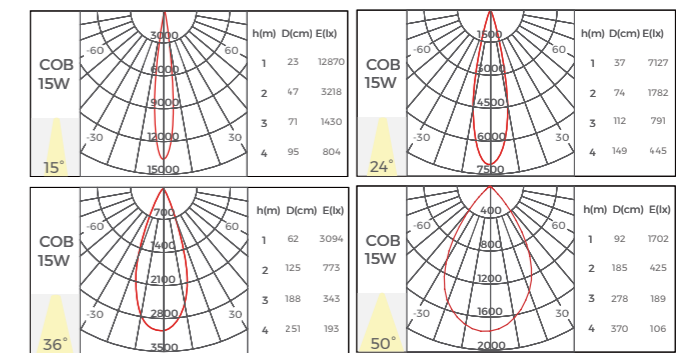 COB
15W
15°
3000
6000
9000
12000
15000
-60
60
-30
30
h(m) D(cm) E(lx)
1 23 12870
2 47 3218
3 71 1430
4 95 804
COB
15W
24°
1500
3000
4500
6000
7500
-60
60
-30
30
h(m) D(cm) E(lx)
1 37 7127
2 74 1782
3 112 791
4 149 445
COB
15W
36°
700
1400
2100
2800
3500
-60
60
-30
30
h(m) D(cm) E(lx)
1 62 3094
2 125 773
3 188 343
4 251 193
COB
15W
50°
400
800
1200
1600
2000
-60
60
-30
30
h(m) D(cm) E(lx)
1 92 1702
2 185 425
3 278 189
4 370 106